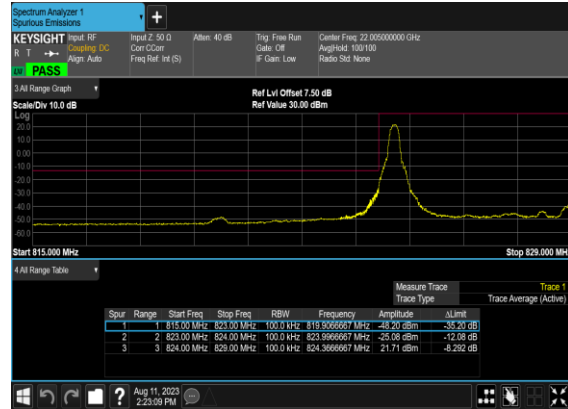 Spectrum Analyzer 1
Spurious Emissions
+
KEYSIGHT Input: RF Input Z: 50 Ω Atten: 40 dB Trig: Free Run Center Freq: 22.005000000 GHz
R T Coupling: DC Corr CCorr Gate: Off Avg|Hold: 100/100
Align: Auto Freq Ref: Int (S) IF Gain: Low Radio Std: None
PASS
3 All Range Graph
Ref Lvl Offset 7.50 dB
Scale/Div 10.0 dB Ref Value 30.00 dBm
Log
20.0
10.0
0.00
-10.0
-20.0
-30.0
-40.0
-50.0
-60.0
Start 815.000 MHz Stop 829.000 MH
4 All Range Table
Measure Trace Trace 1
Trace Type Trace Average (Active)
Spur Range Start Freq Stop Freq RBW Frequency Amplitude ΔLimit
1 1 815.00 MHz 823.00 MHz 100.0 kHz 819.9066667 MHz -48.20 dBm -35.20 dB
2 2 823.00 MHz 824.00 MHz 100.0 kHz 823.9966667 MHz -25.08 dBm -12.08 dB
3 3 824.00 MHz 829.00 MHz 100.0 kHz 824.3666667 MHz 21.71 dBm -8.292 dB
? Aug 11, 2023
2:23:09 PM